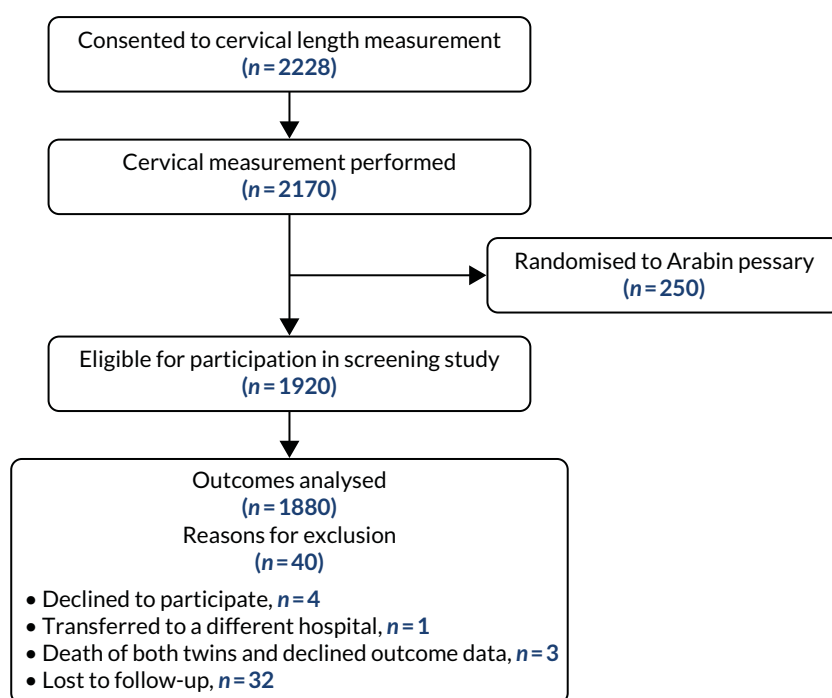 Consented to cervical length measurement
(n=2228)
Cervical measurement performed
(n=2170)
Randomised to Arabin pessary
(n=250)
Eligible for participation in screening study
(n=1920)
Outcomes analysed
(n=1880)
Reasons for exclusion
(n=40)
• Declined to participate, n=4
• Transferred to a different hospital, n=1
• Death of both twins and declined outcome data, n=3
• Lost to follow-up, n=32